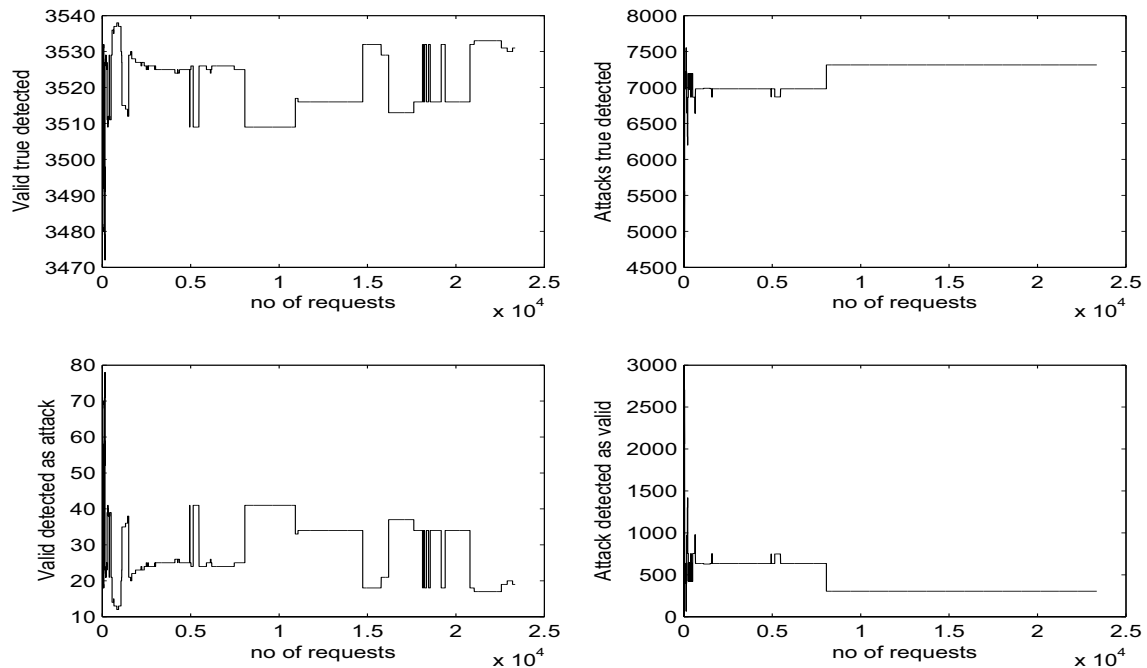 Valid true detected
3540
3530
3520
3510
3500
3490
3480
3470
0 0.5 1 1.5 2 2.5
no of requests
x 10^4
Attacks true detected
8000
7500
7000
6500
6000
5500
5000
4500
0 0.5 1 1.5 2 2.5
no of requests
x 10^4
Valid detected as attack
80
70
60
50
40
30
20
10
0 0.5 1 1.5 2 2.5
no of requests
x 10^4
Attack detected as valid
3000
2500
2000
1500
1000
500
0
0 0.5 1 1.5 2 2.5
no of requests
x 10^4